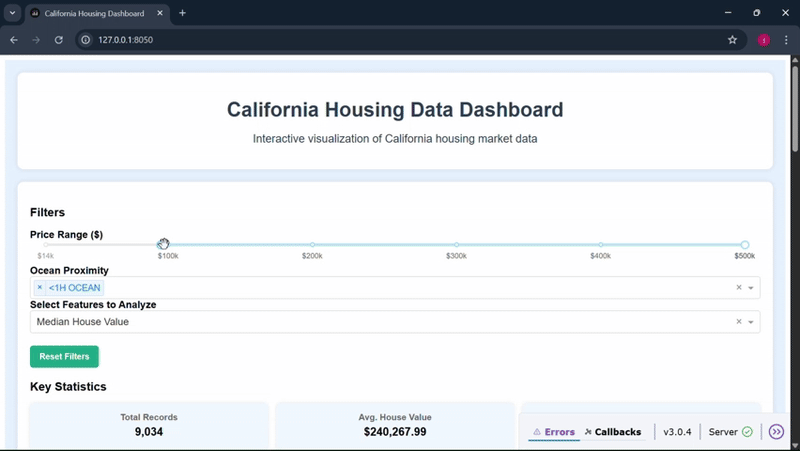 California Housing Dashboard
127.0.0.1:8050
California Housing Data Dashboard
Interactive visualization of California housing market data
Filters
Price Range ($)
$14k $100k $200k $300k $400k $500k
Ocean Proximity
× <1H OCEAN
Select Features to Analyze
Median House Value
Reset Filters
Key Statistics
Total Records
9,034
Avg. House Value
$240,267.99
Errors Callbacks v3.0.4 Server